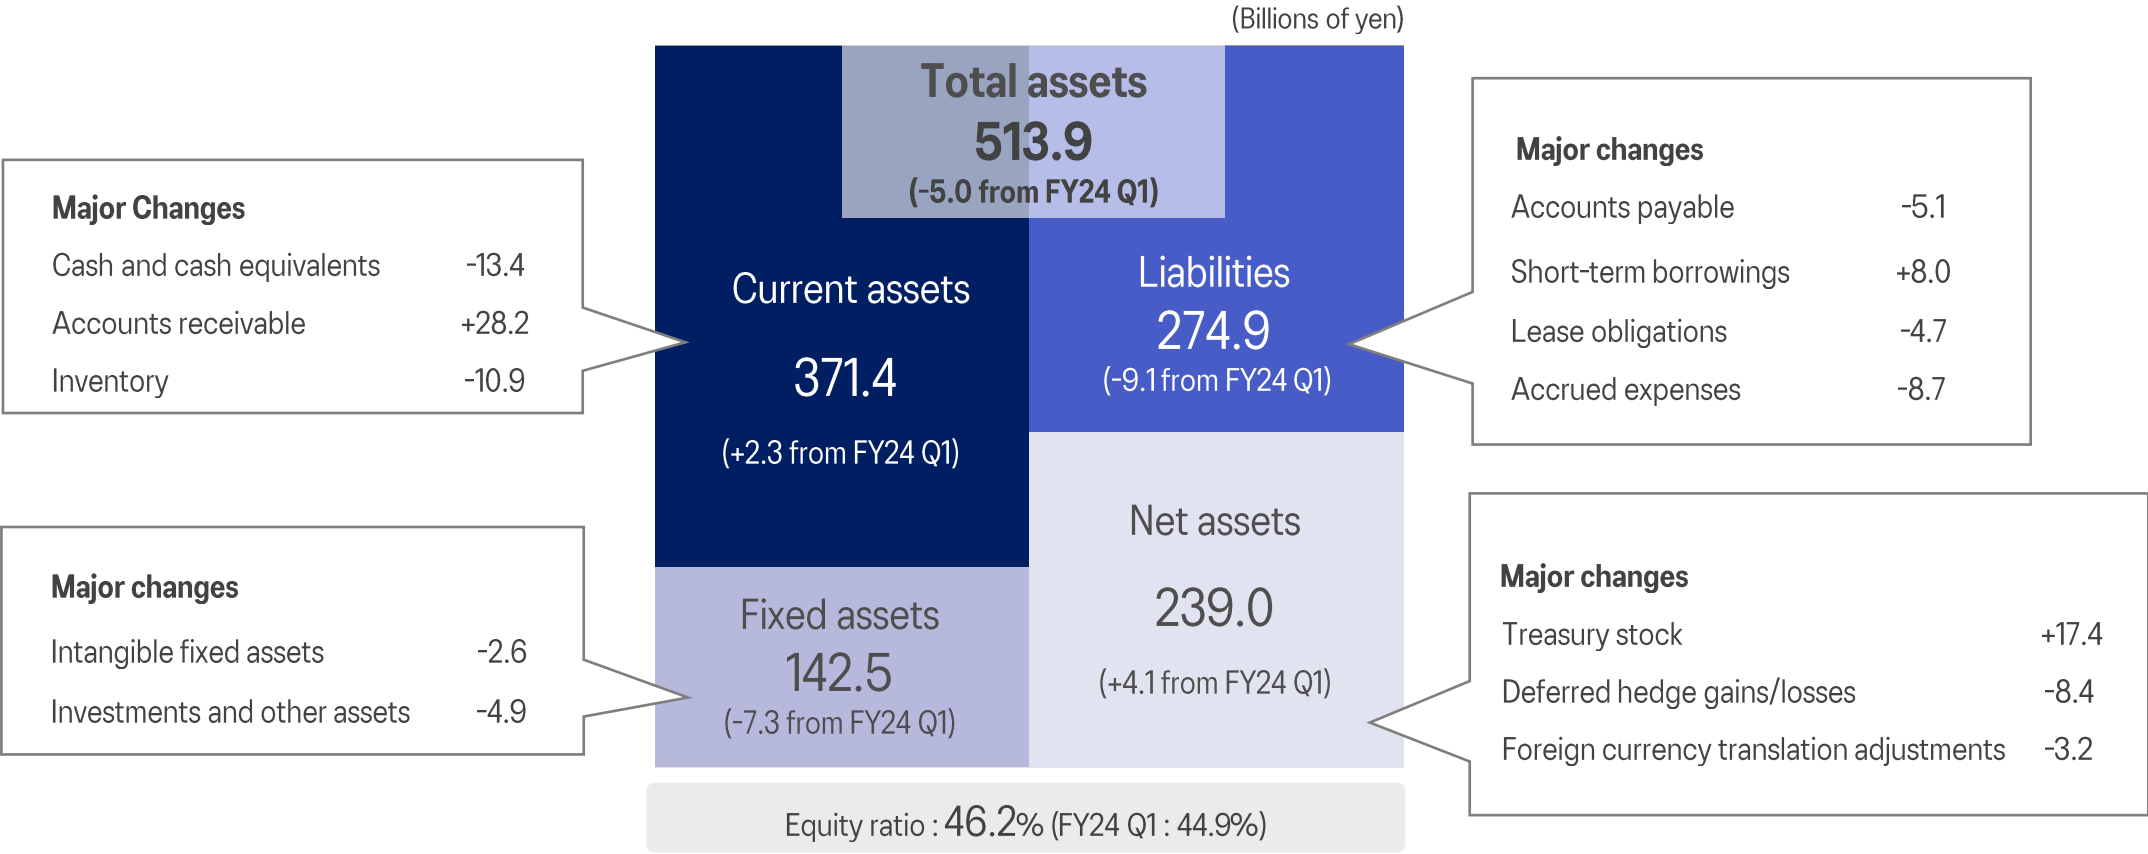 (Billions of yen)
Total assets
513.9
(-5.0 from FY24 Q1)
Major Changes
Cash and cash equivalents -13.4
Accounts receivable +28.2
Inventory -10.9
Current assets
371.4
(+2.3 from FY24 Q1)
Liabilities
274.9
(-9.1 from FY24 Q1)
Major changes
Accounts payable -5.1
Short-term borrowings +8.0
Lease obligations -4.7
Accrued expenses -8.7
Major changes
Intangible fixed assets -2.6
Investments and other assets -4.9
Fixed assets
142.5
(-7.3 from FY24 Q1)
Net assets
239.0
(+4.1 from FY24 Q1)
Major changes
Treasury stock +17.4
Deferred hedge gains/losses -8.4
Foreign currency translation adjustments -3.2
Equity ratio : 46.2% (FY24 Q1 : 44.9%)